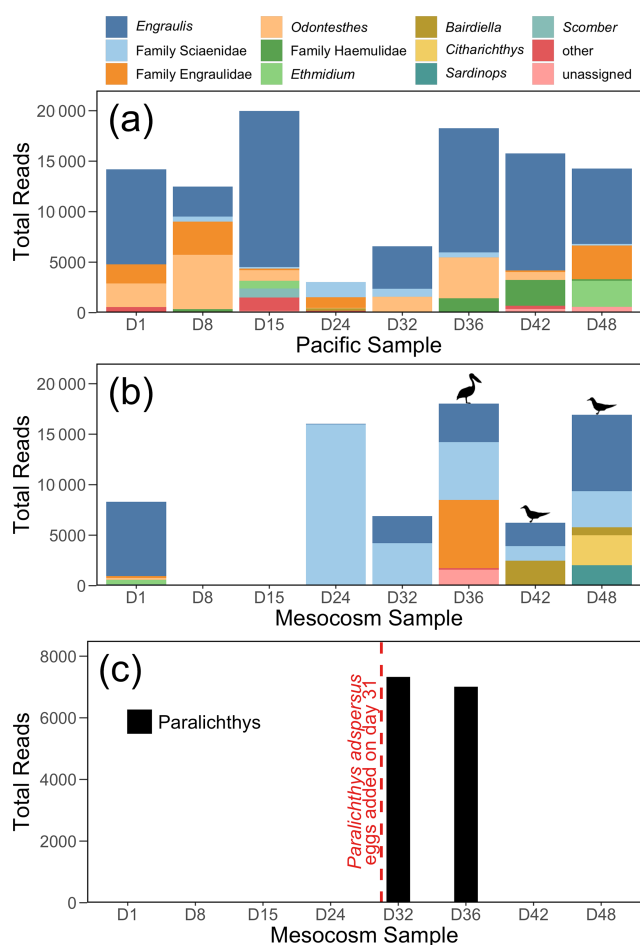 Engraulis Odontesthes Bairdiella Scomber
Family Sciaenidae Family Haemulidae Citharichthys other
Family Engraulidae Ethmidium Sardinops unassigned
(a)
Total Reads
20 000
15 000
10 000
5000
0
D1 D8 D15 D24 D32 D36 D42 D48
Pacific Sample
(b)
Total Reads
20 000
15 000
10 000
5000
0
D1 D8 D15 D24 D32 D36 D42 D48
Mesocosm Sample
(c)
Total Reads
8000
6000
4000
2000
0
Paralichthys
Paralichthys adspersus
eggs added on day 31
D1 D8 D15 D24 D32 D36 D42 D48
Mesocosm Sample